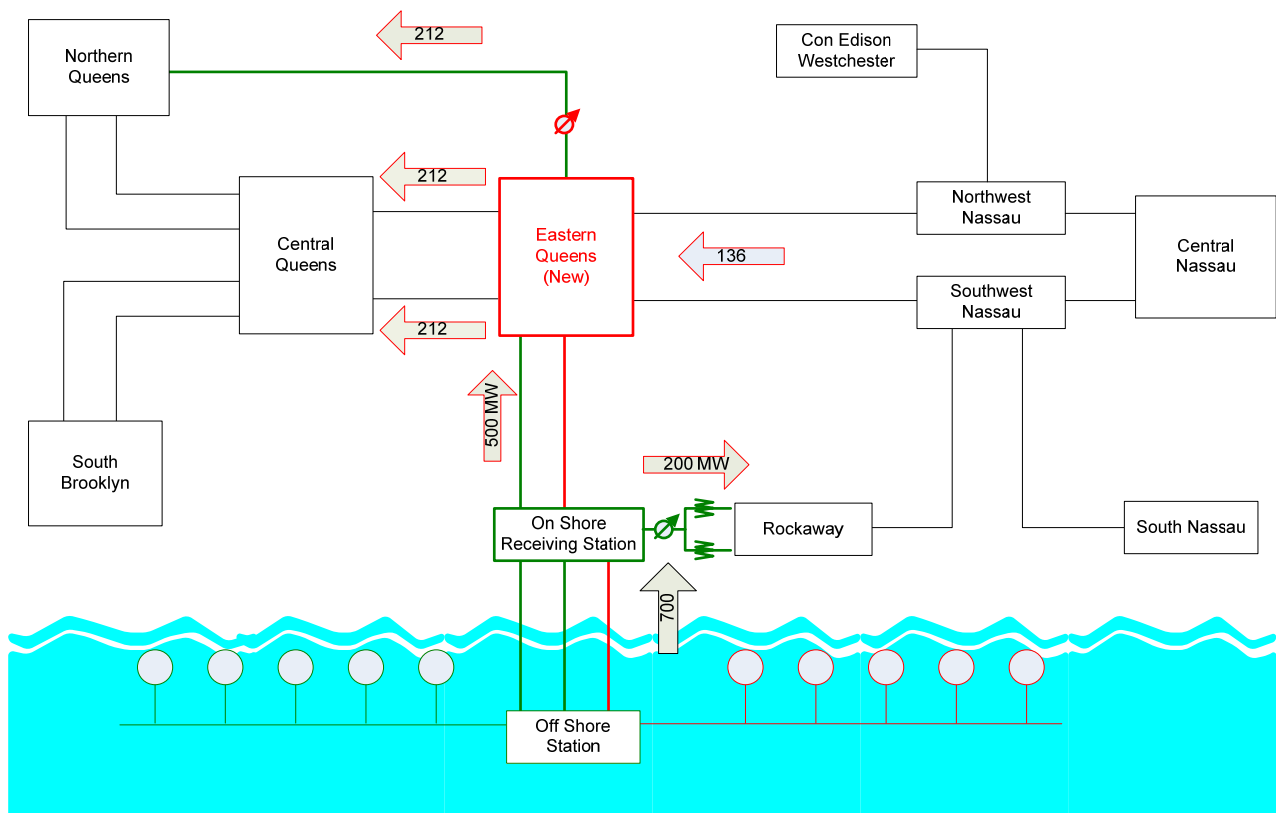 212
Northern
Queens
Con Edison
Westchester
212
Central
Queens
Eastern
Queens
(New)
136
Northwest
Nassau
Central
Nassau
Southwest
Nassau
212
500 MW
200 MW
South
Brooklyn
On Shore
Receiving Station
Rockaway
South Nassau
700
Off Shore
Station